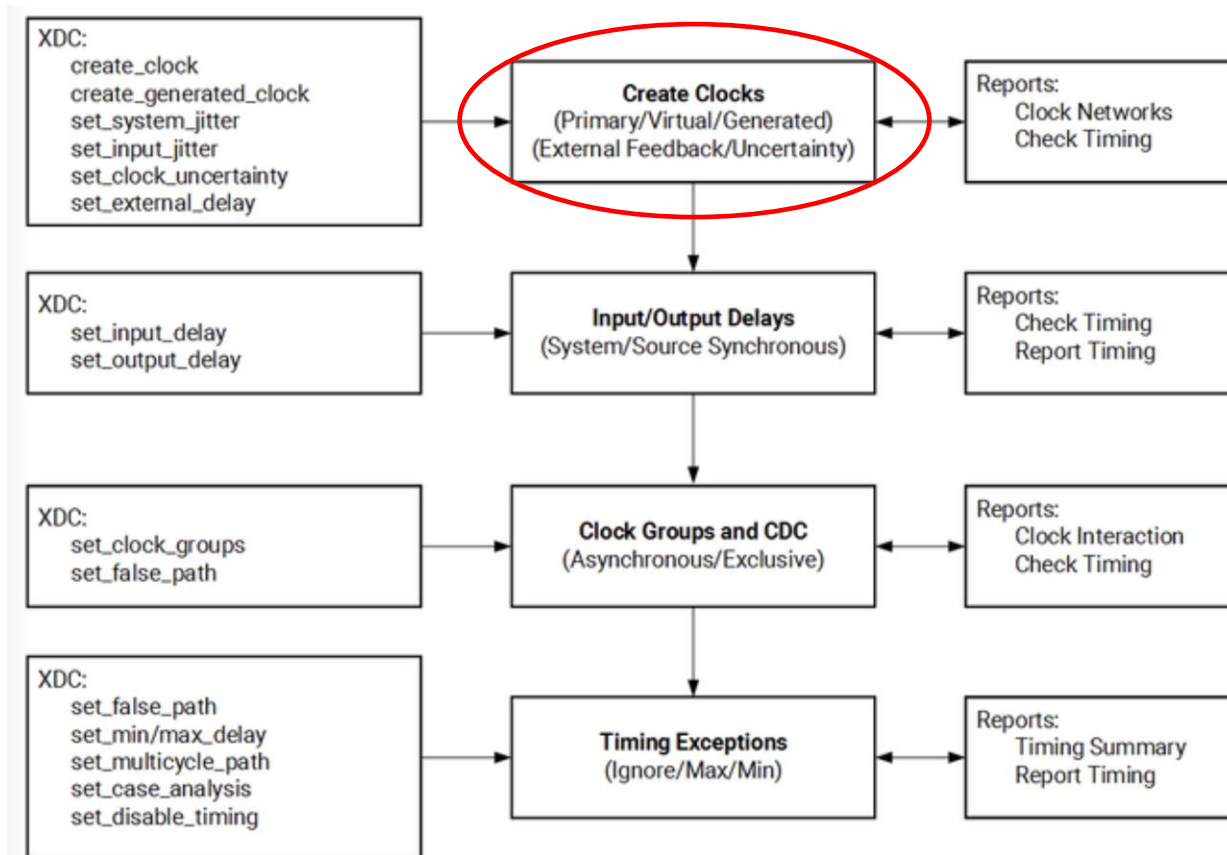 XDC:
create_clock
create_generated_clock
set_system_jitter
set_input_jitter
set_clock_uncertainty
set_external_delay
Create Clocks
(Primary/Virtual/Generated)
(External Feedback/Uncertainty)
Reports:
Clock Networks
Check Timing
XDC:
set_input_delay
set_output_delay
Input/Output Delays
(System/Source Synchronous)
Reports:
Check Timing
Report Timing
XDC:
set_clock_groups
set_false_path
Clock Groups and CDC
(Asynchronous/Exclusive)
Reports:
Clock Interaction
Check Timing
XDC:
set_false_path
set_min/max_delay
set_multicycle_path
set_case_analysis
set_disable_timing
Timing Exceptions
(Ignore/Max/Min)
Reports:
Timing Summary
Report Timing